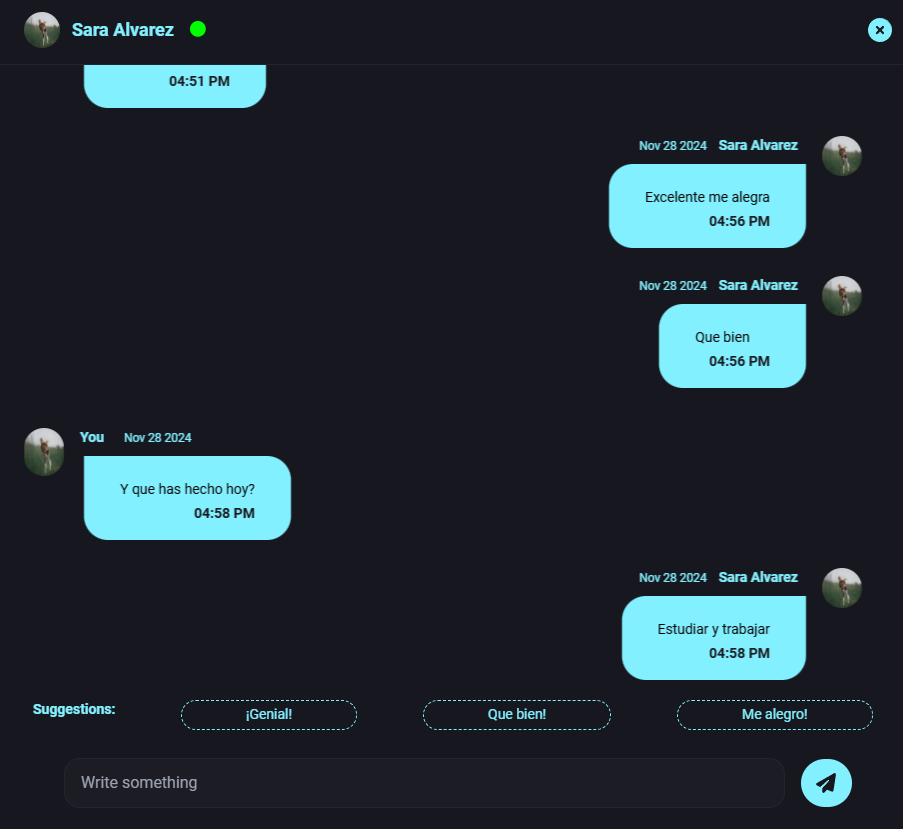 Sara Alvarez
04:51 PM
Nov 28 2024 Sara Alvarez
Excelente me alegra
04:56 PM
Nov 28 2024 Sara Alvarez
Que bien
04:56 PM
You Nov 28 2024
Y que has hecho hoy?
04:58 PM
Nov 28 2024 Sara Alvarez
Estudiar y trabajar
04:58 PM
Suggestions: ¡Genial! Que bien! Me alegro!
Write something